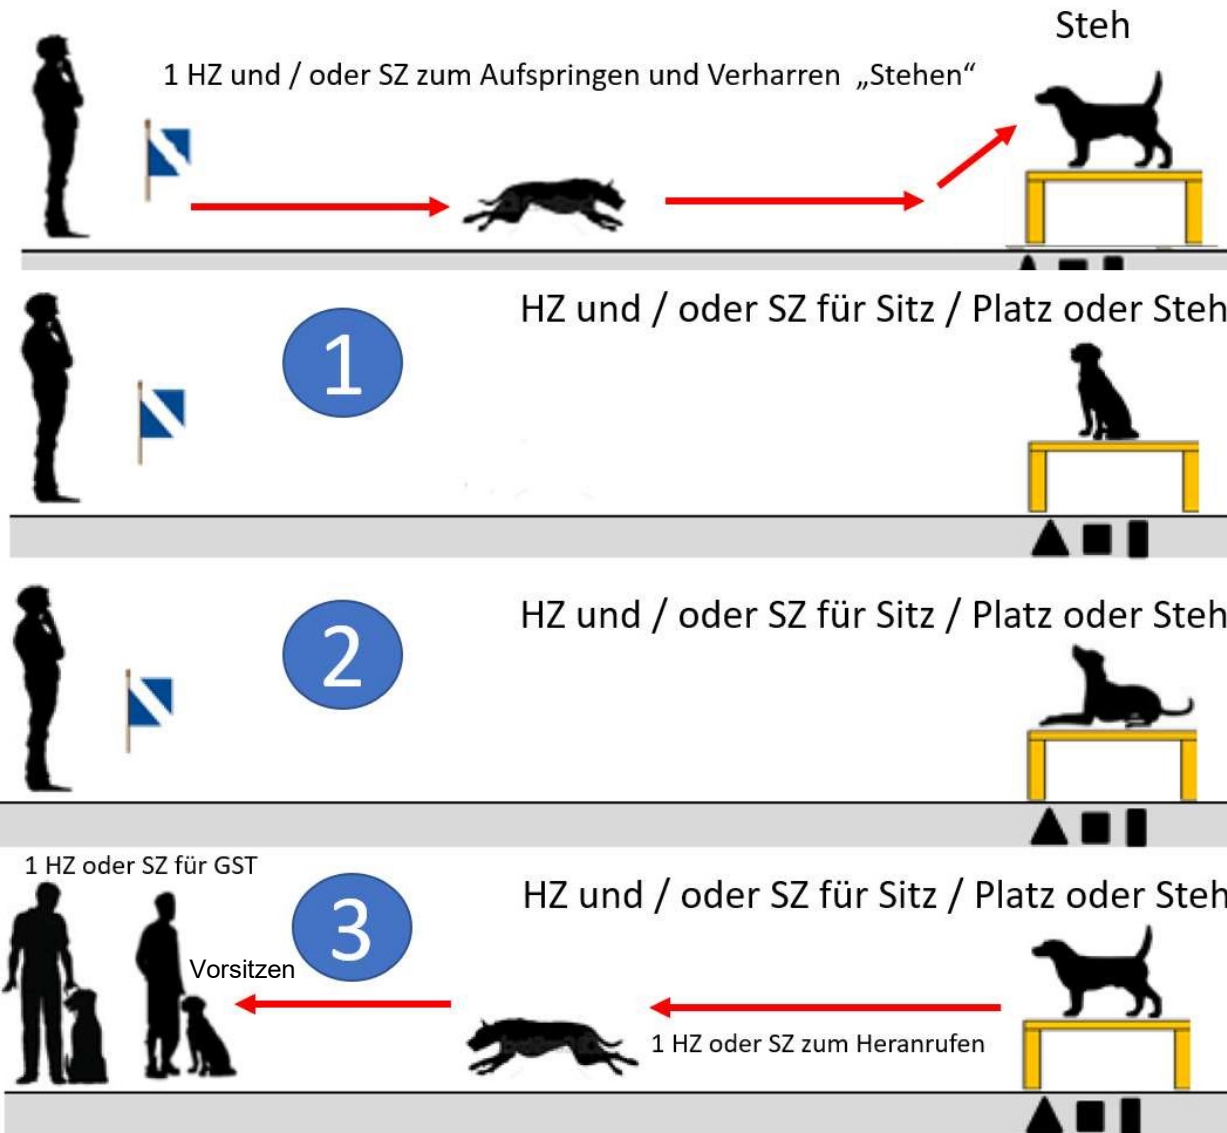 Steh
1 HZ und / oder SZ zum Aufspringen und Verharren „Stehen“
HZ und / oder SZ für Sitz / Platz oder Steh
1
HZ und / oder SZ für Sitz / Platz oder Steh
2
1 HZ oder SZ für GST
HZ und / oder SZ für Sitz / Platz oder Steh
3
Vorsitzen
1 HZ oder SZ zum Heranrufen